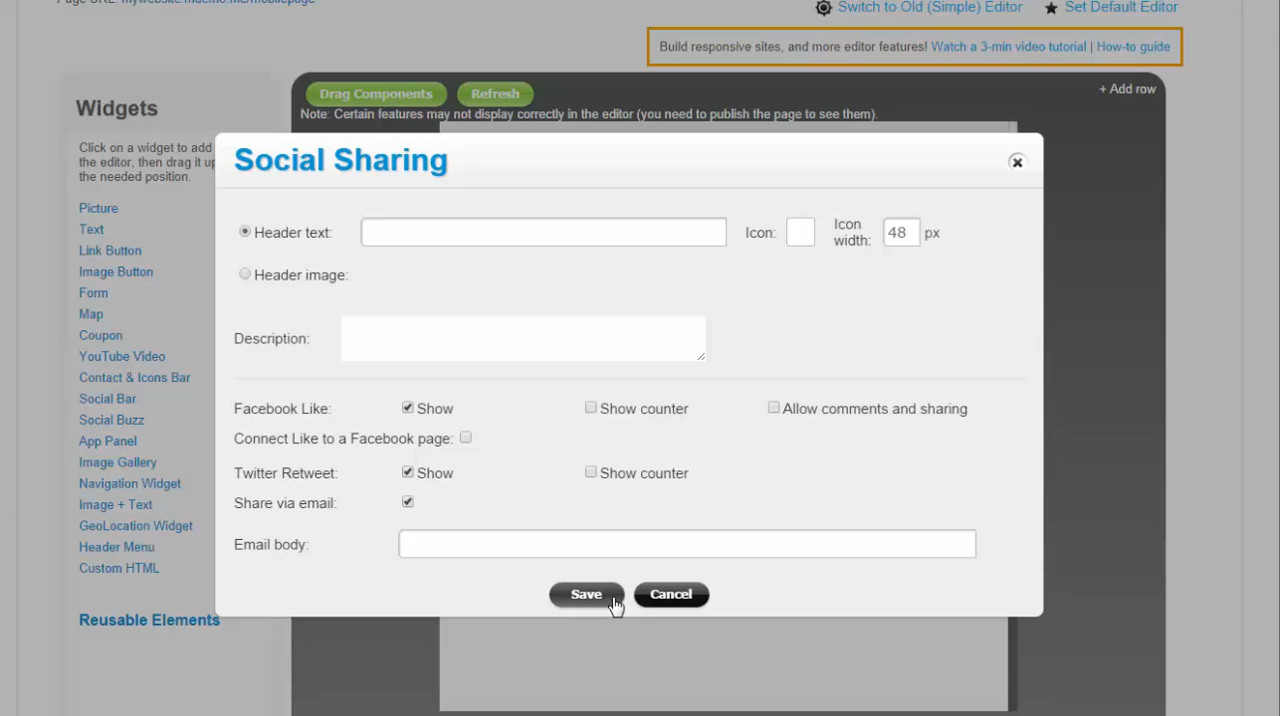 Page URL: mywebsite.mdemo.me/mobilepage
Switch to Old (Simple) Editor
Set Default Editor
Build responsive sites, and more editor features! Watch a 3-min video tutorial | How-to guide
Widgets
Click on a widget to add
the editor, then drag it up
the needed position.
Picture
Text
Link Button
Image Button
Form
Map
Coupon
YouTube Video
Contact & Icons Bar
Social Bar
Social Buzz
App Panel
Image Gallery
Navigation Widget
Image + Text
GeoLocation Widget
Header Menu
Custom HTML
Reusable Elements
Drag Components
Refresh
+ Add row
Note: Certain features may not display correctly in the editor (you need to publish the page to see them).
Social Sharing
Header text:
Icon:
Icon
width:
48
px
Header image:
Description:
Facebook Like:
Show
Show counter
Allow comments and sharing
Connect Like to a Facebook page:
Twitter Retweet:
Show
Show counter
Share via email:
Email body:
Save
Cancel